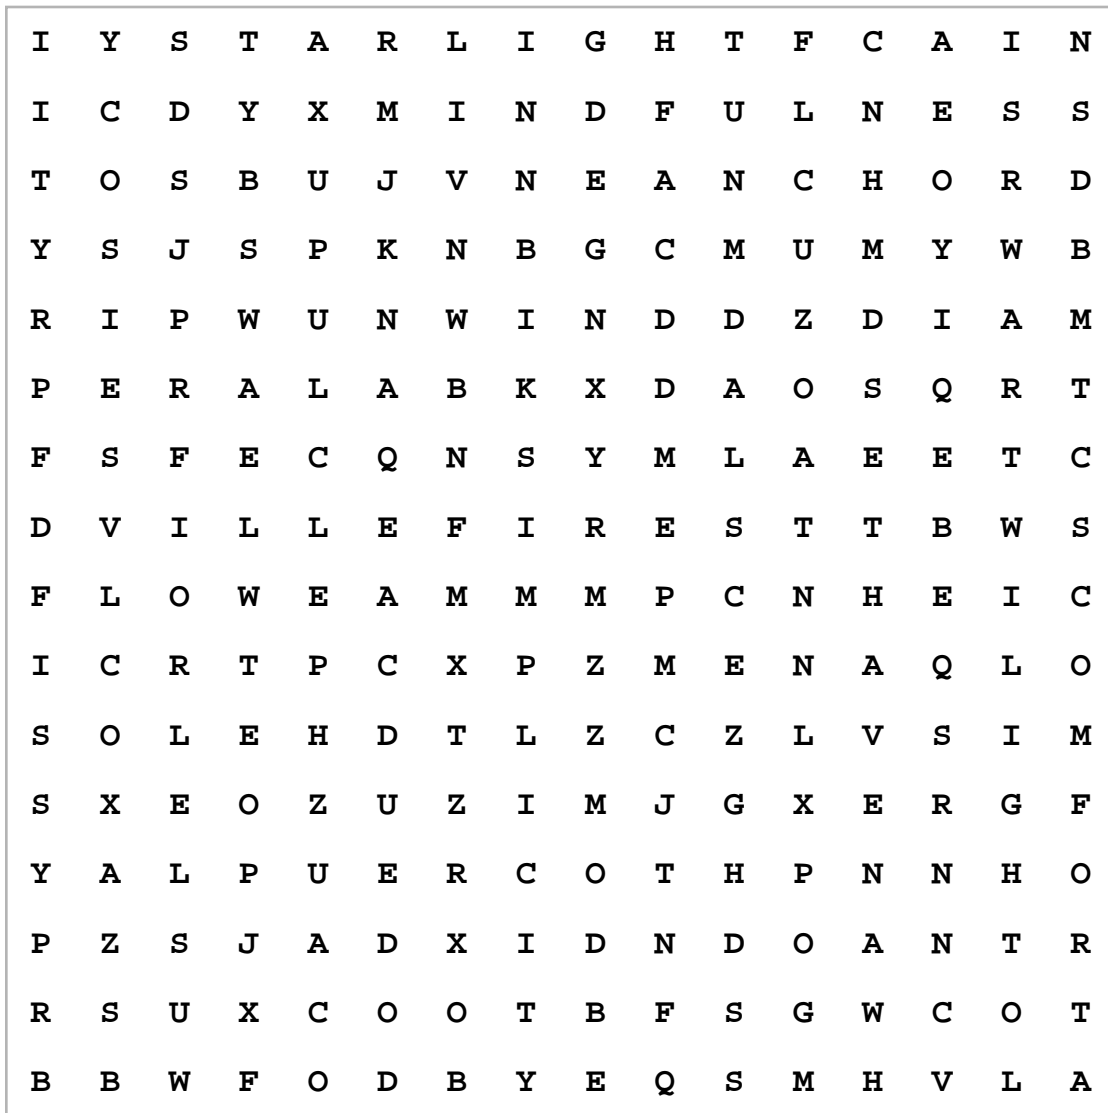 I Y S T A R L I G H T F C A I N
I C D Y X M I N D F U L N E S S
T O S B U J V N E A N C H O R D
Y S J S P K N B G C M U M Y W B
R I P W U N W I N D D Z D I A M
P E R A L A B K X D A O S Q R T
F S F E C Q N S Y M L A E E T C
D V I L L E F I R E S T T B W S
F L O W E A M M M P C N H E I C
I C R T P C X P Z M E N A Q L O
S O L E H D T L Z C Z L V S I M
S X E O Z U Z I M J G X E R G F
Y A L P U E R C O T H P N N H O
P Z S J A D X I D N D O A N T R
R S U X C O O T B F S G W C O T
B B W F O D B Y E Q S M H V L A